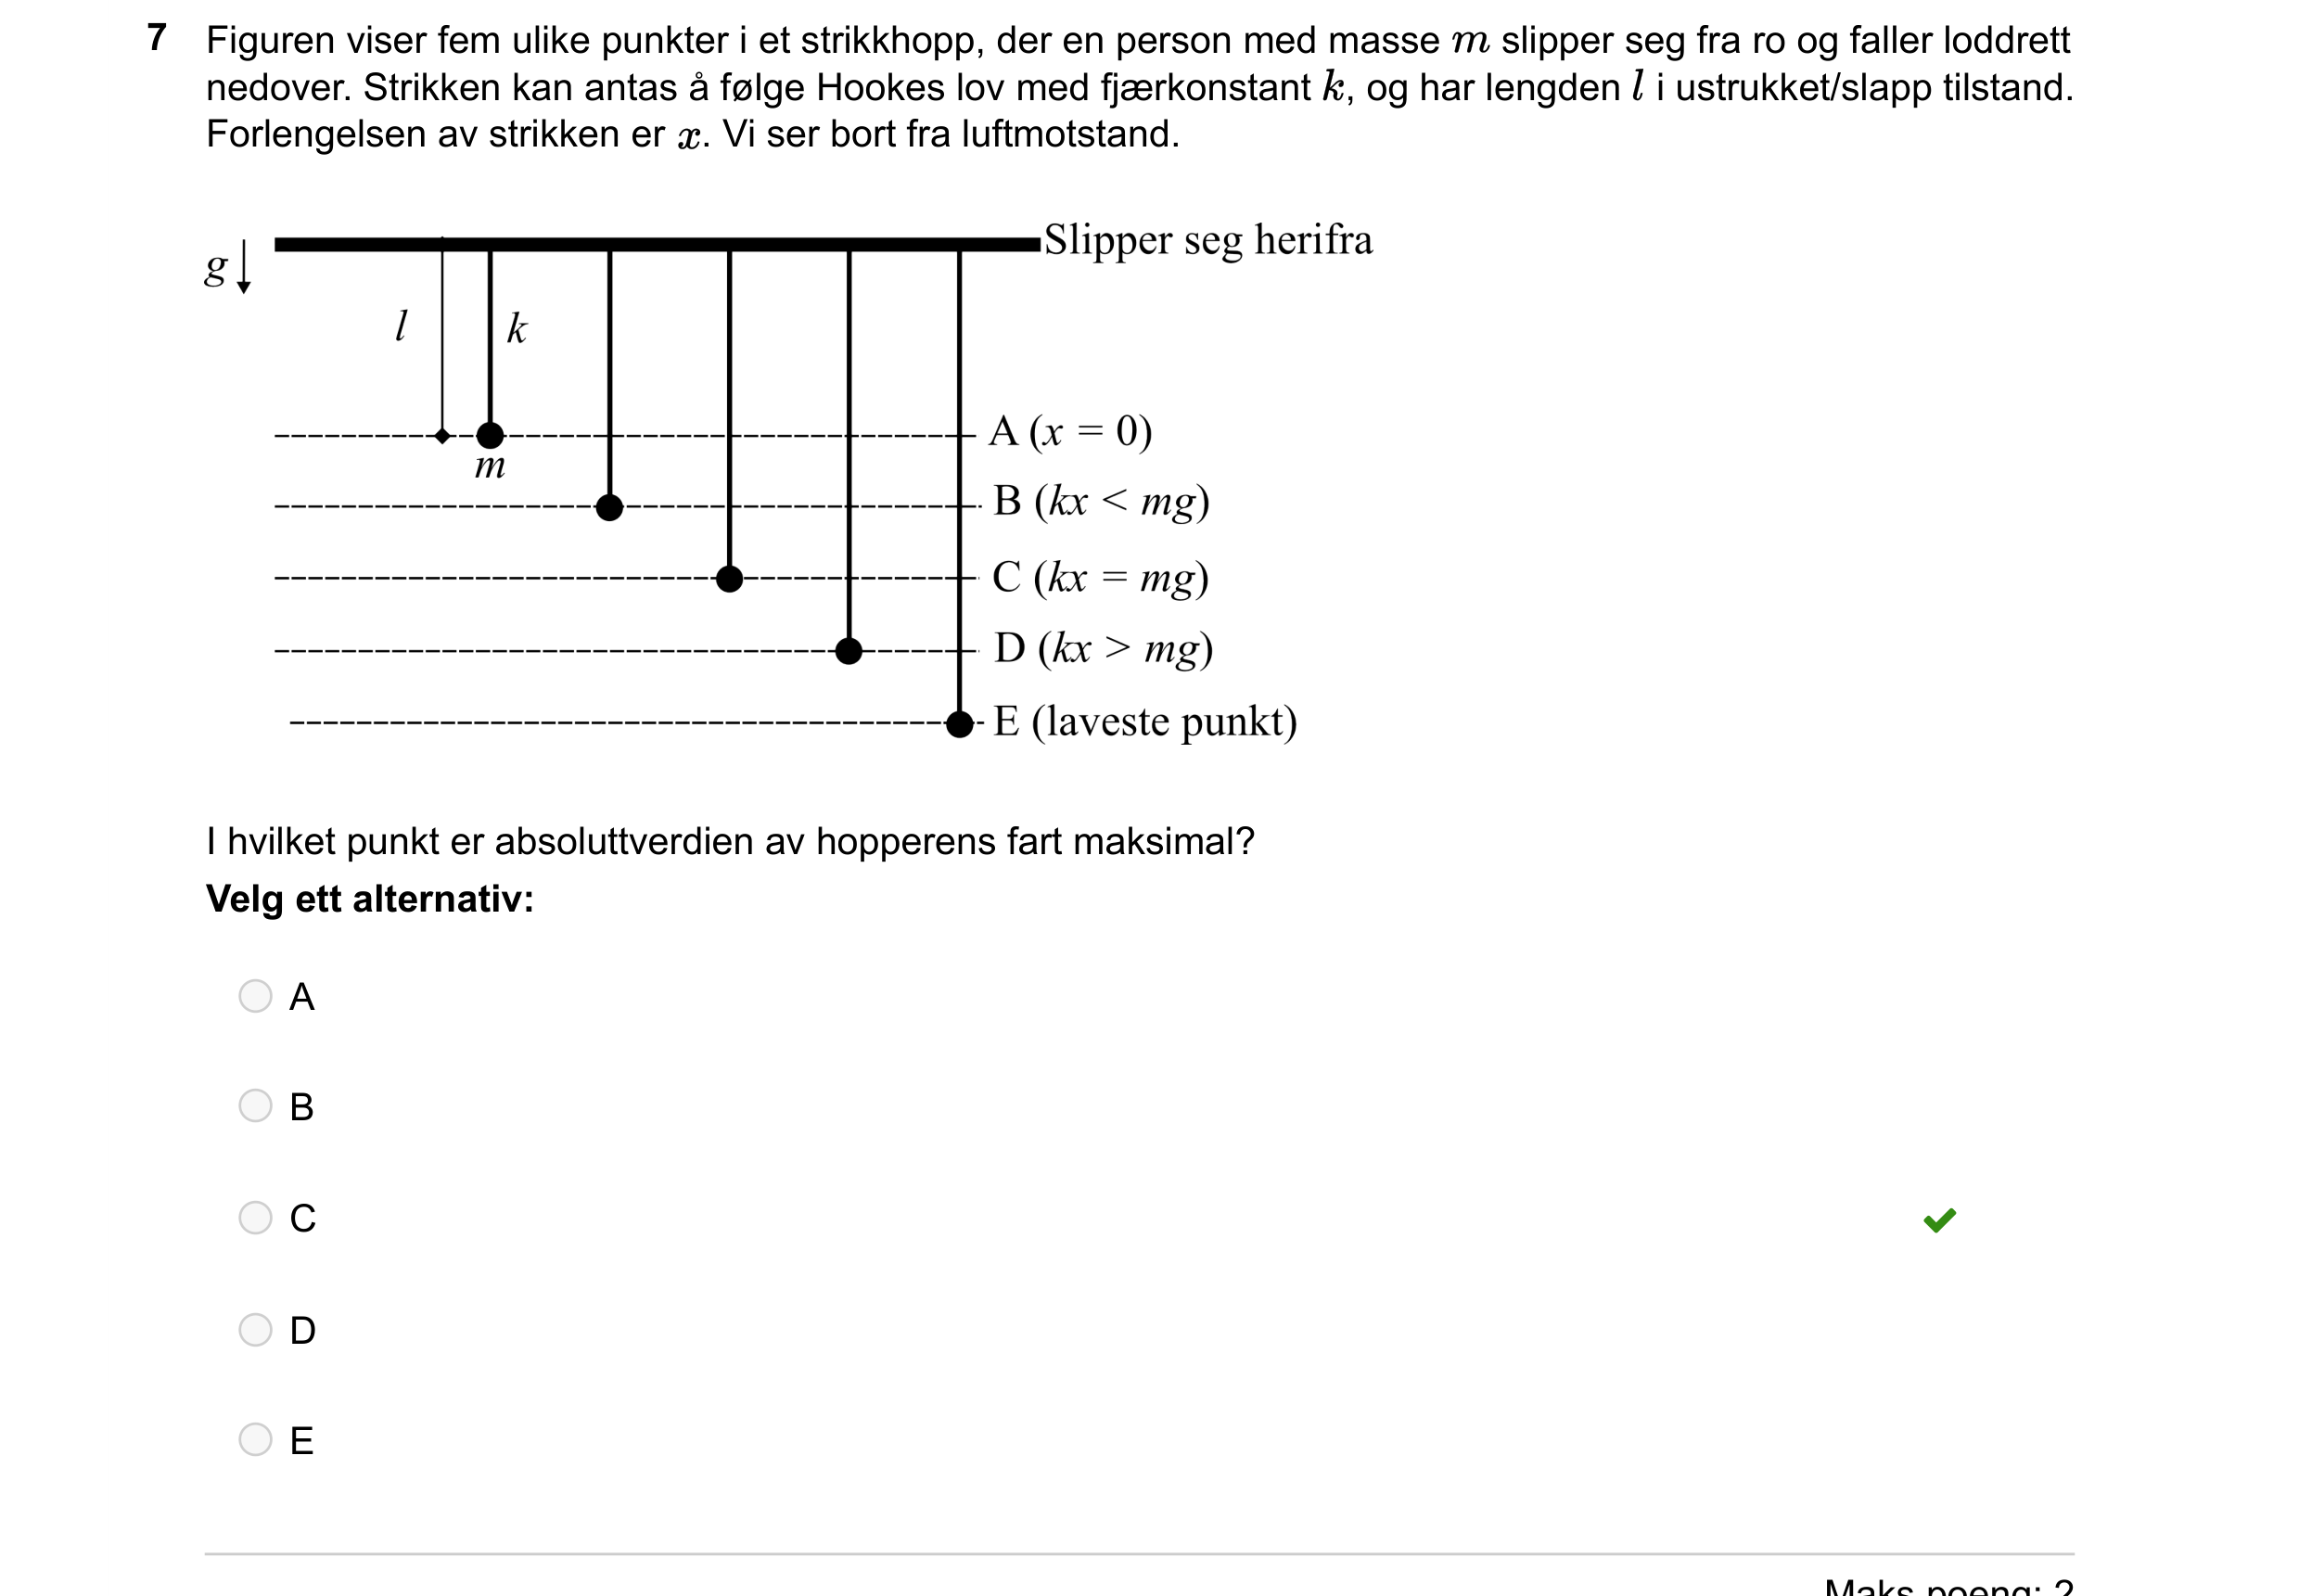 7 Figuren viser fem ulike punkter i et strikkhopp, der en person med masse m slipper seg fra ro og faller loddrett
nedover. Strikken kan antas å følge Hookes lov med fjærkonstant k, og har lengden l i ustrukket/slapp tilstand.
Forlengelsen av strikken er x. Vi ser bort fra luftmotstand.
Slipper seg herifra
g
l
k
A (x = 0)
m
B (kx < mg)
C (kx = mg)
D (kx > mg)
E (laveste punkt)
I hvilket punkt er absoluttverdien av hopperens fart maksimal?
Velg ett alternativ:
A
B
C
D
E
Maks poeng: 2